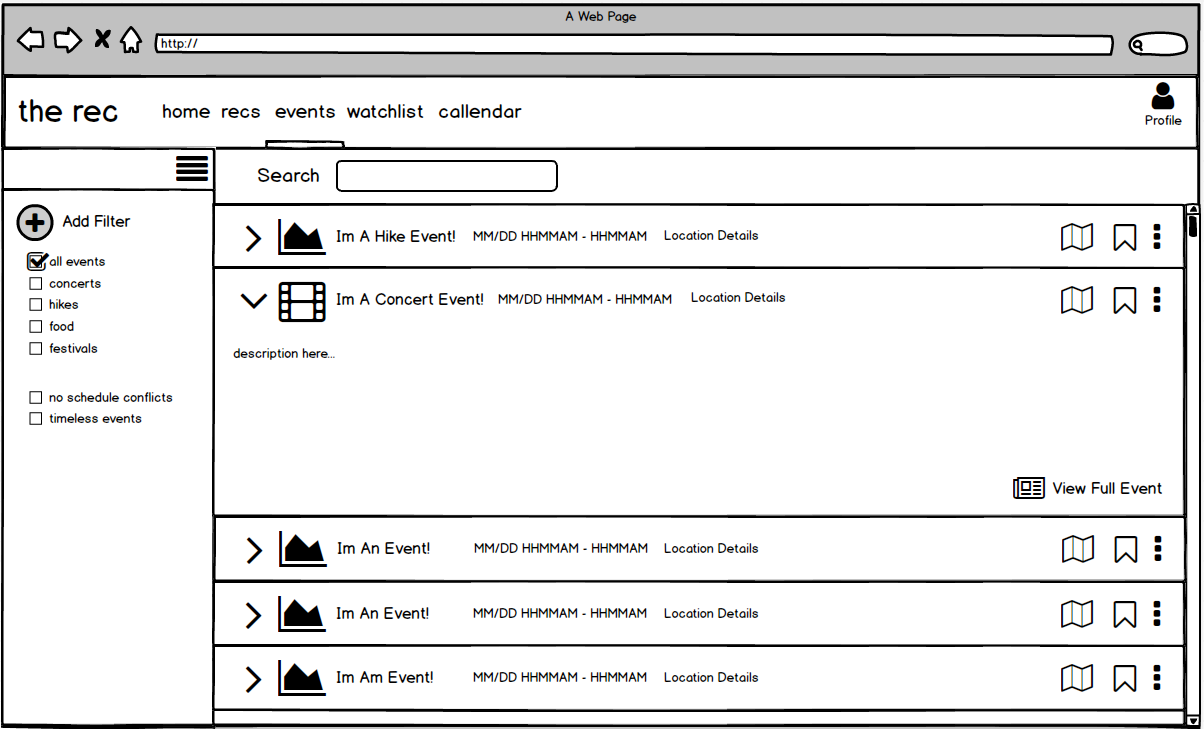 A Web Page
http://
the rec home recs events watchlist callendar
Profile
Search
Add Filter
all events
concerts
hikes
food
festivals
no schedule conflicts
timeless events
Im A Hike Event! MM/DD HHMMAM - HHMMAM Location Details
Im A Concert Event! MM/DD HHMMAM - HHMMAM Location Details
description here...
View Full Event
Im An Event! MM/DD HHMMAM - HHMMAM Location Details
Im An Event! MM/DD HHMMAM - HHMMAM Location Details
Im Am Event! MM/DD HHMMAM - HHMMAM Location Details